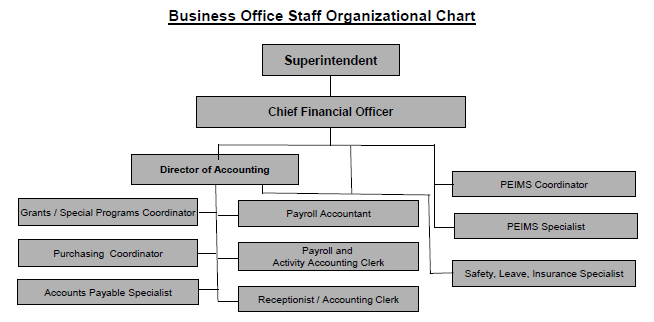 Business Office Staff Organizational Chart
Superintendent
Chief Financial Officer
Director of Accounting
PEIMS Coordinator
Grants / Special Programs Coordinator
Payroll Accountant
PEIMS Specialist
Purchasing Coordinator
Payroll and
Activity Accounting Clerk
Safety, Leave, Insurance Specialist
Accounts Payable Specialist
Receptionist / Accounting Clerk